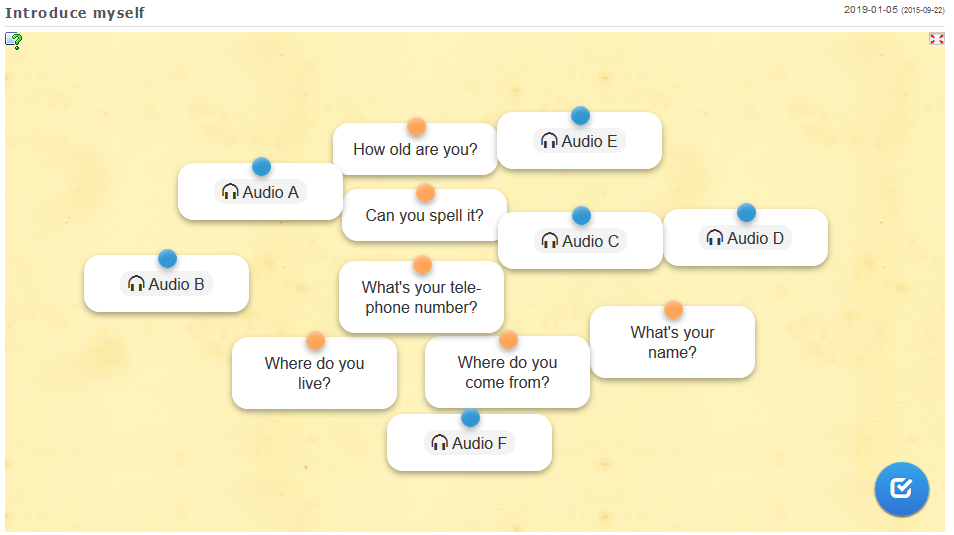 Introduce myself
2019-01-05 (2015-09-22)
Audio E
How old are you?
Audio A
Can you spell it?
Audio C
Audio D
Audio B
What's your tele-
phone number?
What's your
name?
Where do you
live?
Where do you
come from?
Audio F